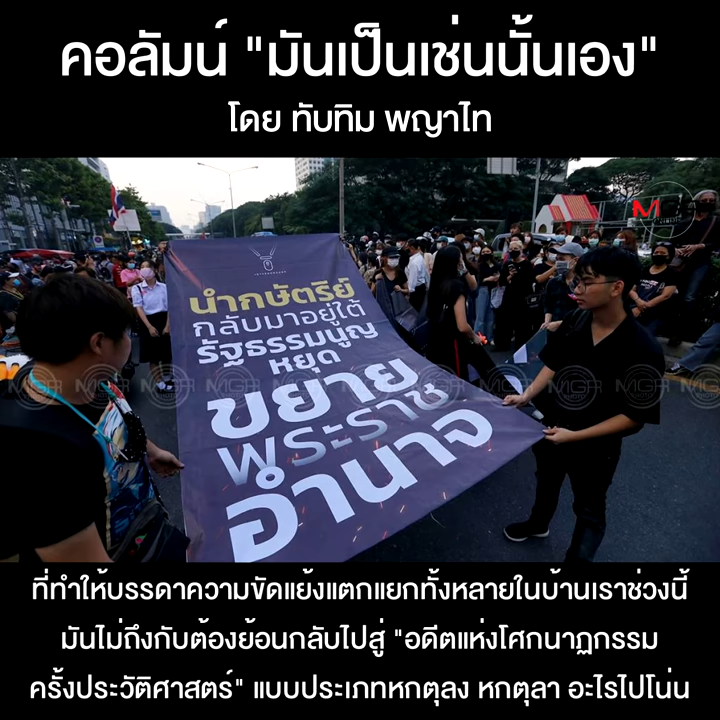 คอลัมน์ "มันเป็นเช่นนั้นเอง"
โดย ทับทิม พญาไท
นำกษัตริย์
กลับมาอยู่ใต้
รัฐธรรมนูญ
หยุด
ขยาย
พระราช
อำนาจ
MGR MGR MGR MGR MGR MGR MGR MGR
ที่ทำให้บรรดาความขัดแย้งแตกแยกทั้งหลายในบ้านเราช่วงนี้
มันไม่ถึงกับต้องย้อนกลับไปสู่ "อดีตแห่งโศกนาฏกรรม
ครั้งประวัติศาสตร์" แบบประเภทหกตุลง หกตุลา อะไรไปโน่น